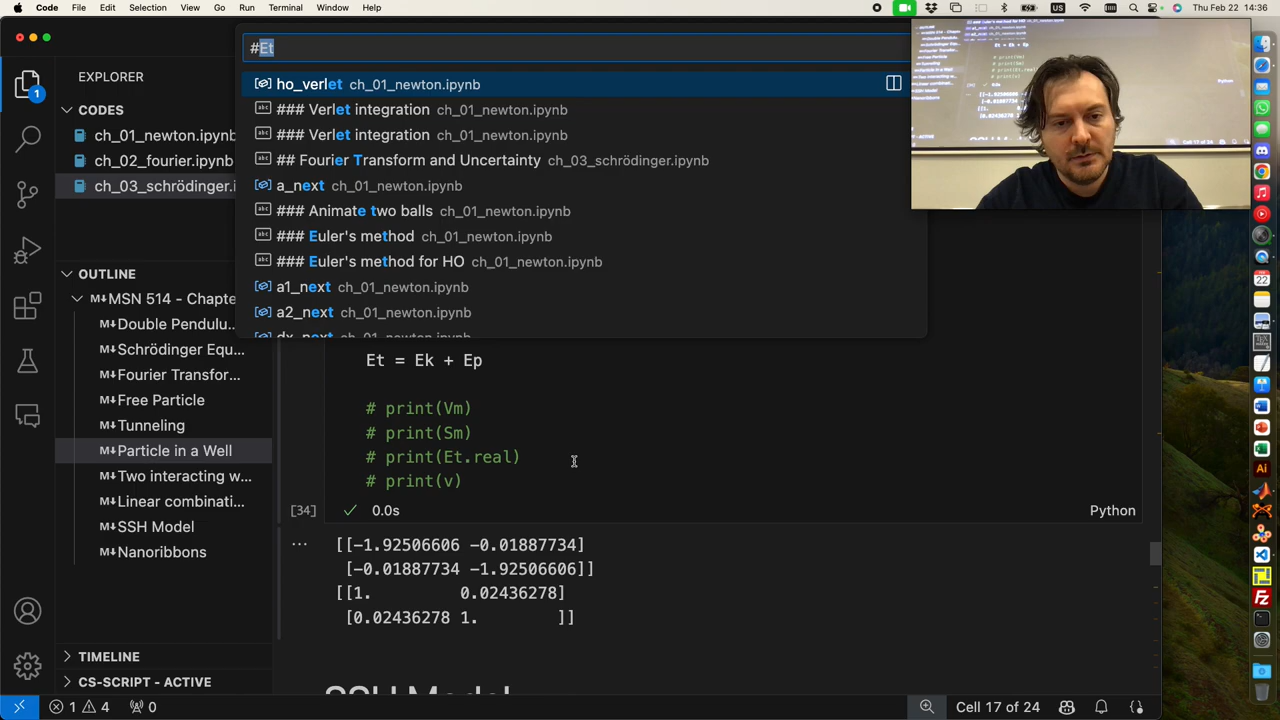 Code File Edit Selection View Go Run Terminal Window Help US Thu Feb 22 14:36
#Et
EXPLORER
ho_verlet ch_01_newton.ipynb
CODES
### Verlet integration ch_01_newton.ipynb
ch_01_newton.ipynb
### Verlet integration ch_01_newton.ipynb
ch_02_fourier.ipynb
## Fourier Transform and Uncertainty ch_03_schrödinger.ipynb
ch_03_schrödinger.i
a_next ch_01_newton.ipynb
### Animate two balls ch_01_newton.ipynb
### Euler's method ch_01_newton.ipynb
### Euler's method for HO ch_01_newton.ipynb
OUTLINE
a1_next ch_01_newton.ipynb
MSN 514 - Chapte
a2_next ch_01_newton.ipynb
Double Pendulu...
dx_next ch_01_newton.ipynb
Schrödinger Equ...
Et = Ek + Ep
Fourier Transfor...
Free Particle
# print(Vm)
Tunneling
# print(Sm)
Particle in a Well
# print(Et.real)
Two interacting w...
# print(v)
Linear combinati...
[34] 0.0s Python
SSH Model
... [[-1.92506606 -0.01887734]
Nanoribbons
[-0.01887734 -1.92506606]]
[[1. 0.02436278]
[0.02436278 1. ]]
TIMELINE
CS-SCRIPT - ACTIVE
SSH Model
1 4 0 Cell 17 of 24